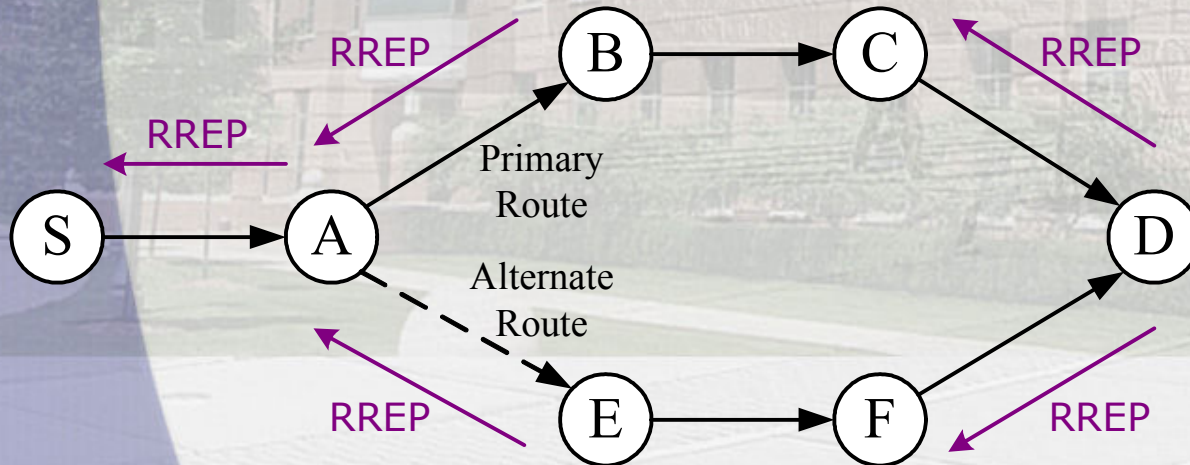 RREP
B
C
RREP
RREP
Primary
Route
S
A
D
Alternate
Route
RREP
E
F
RREP